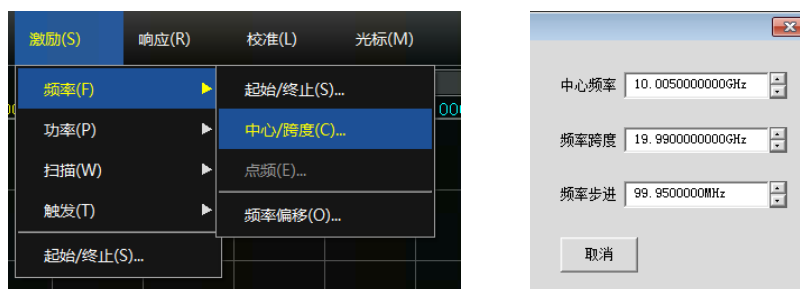 激励(S) 响应(R) 校准(L) 光标(M)
频率(F) 起始/终止(S)...
功率(P) 中心/跨度(C)...
扫描(W) 点频(E)...
触发(T) 频率偏移(O)...
起始/终止(S)...
中心频率 10.0050000000GHz
频率跨度 19.9900000000GHz
频率步进 99.9500000MHz
取消